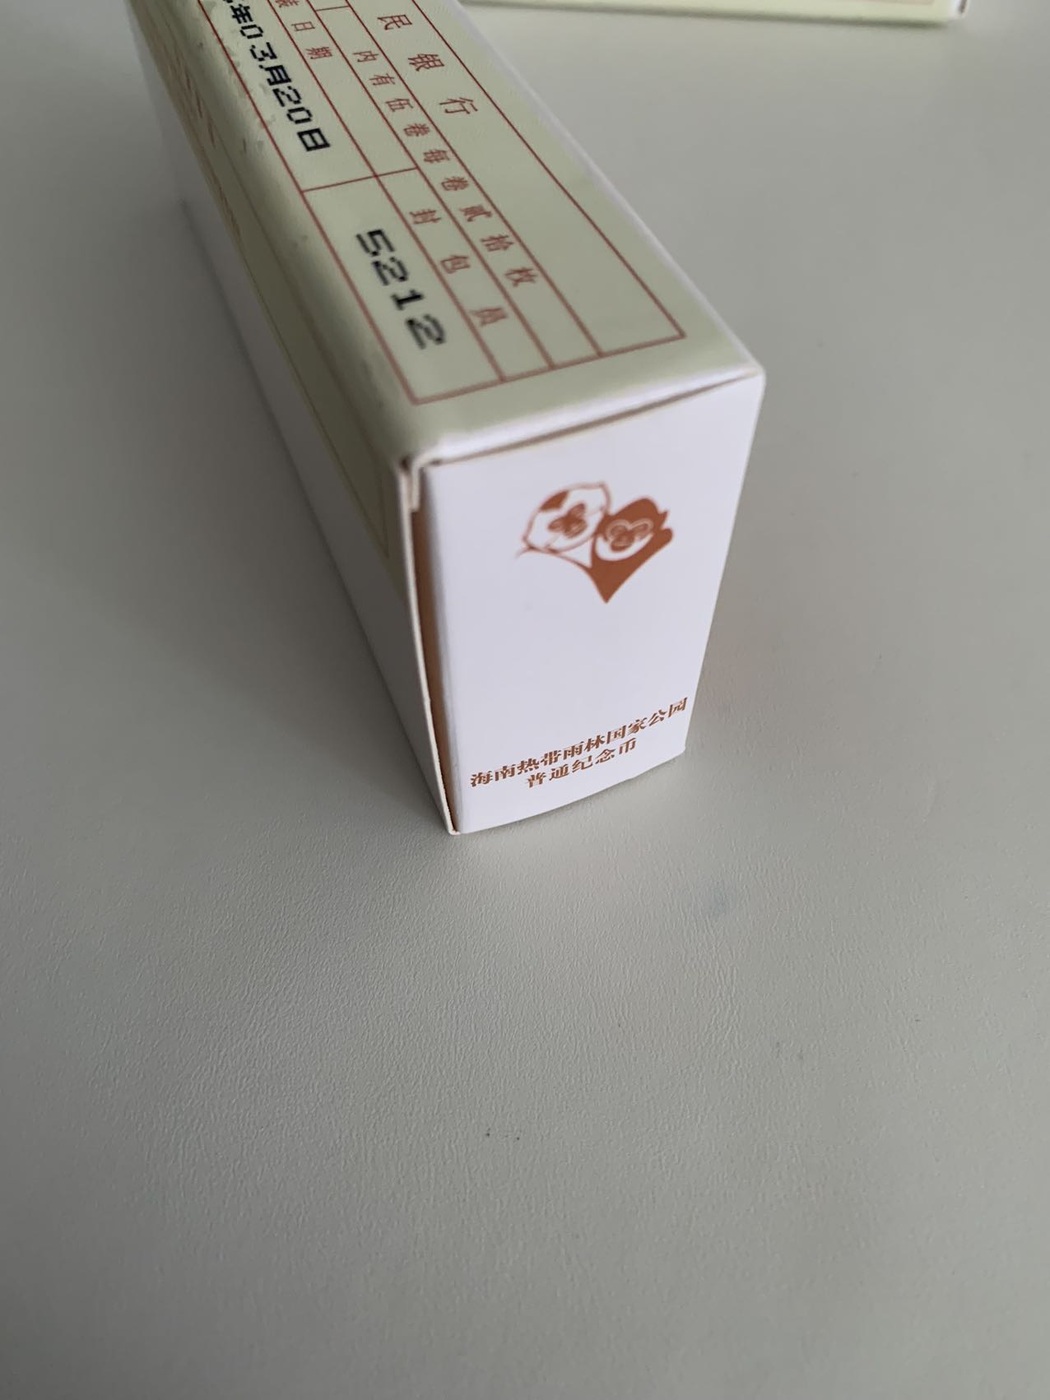 民银行
内有伍卷每卷贰拾枚
日期
封包员
年03月20日
5212
海南热带雨林国家公园
普通纪念币